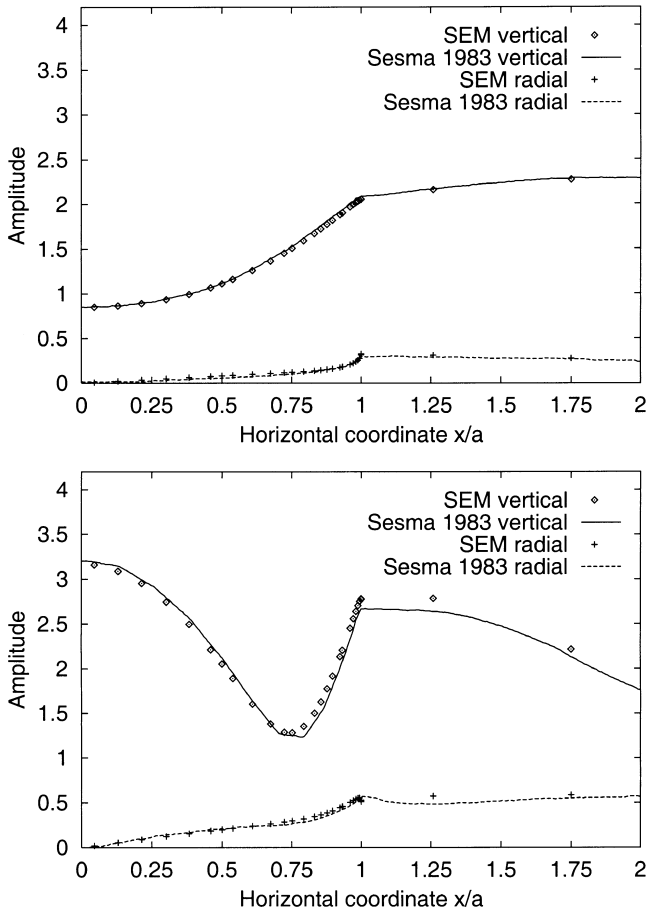 4
3.5
3
2.5
2
1.5
1
0.5
0
Amplitude
SEM vertical
Sesma 1983 vertical
SEM radial
Sesma 1983 radial
0 0.25 0.5 0.75 1 1.25 1.5 1.75 2
Horizontal coordinate x/a
4
3.5
3
2.5
2
1.5
1
0.5
0
Amplitude
SEM vertical
Sesma 1983 vertical
SEM radial
Sesma 1983 radial
0 0.25 0.5 0.75 1 1.25 1.5 1.75 2
Horizontal coordinate x/a